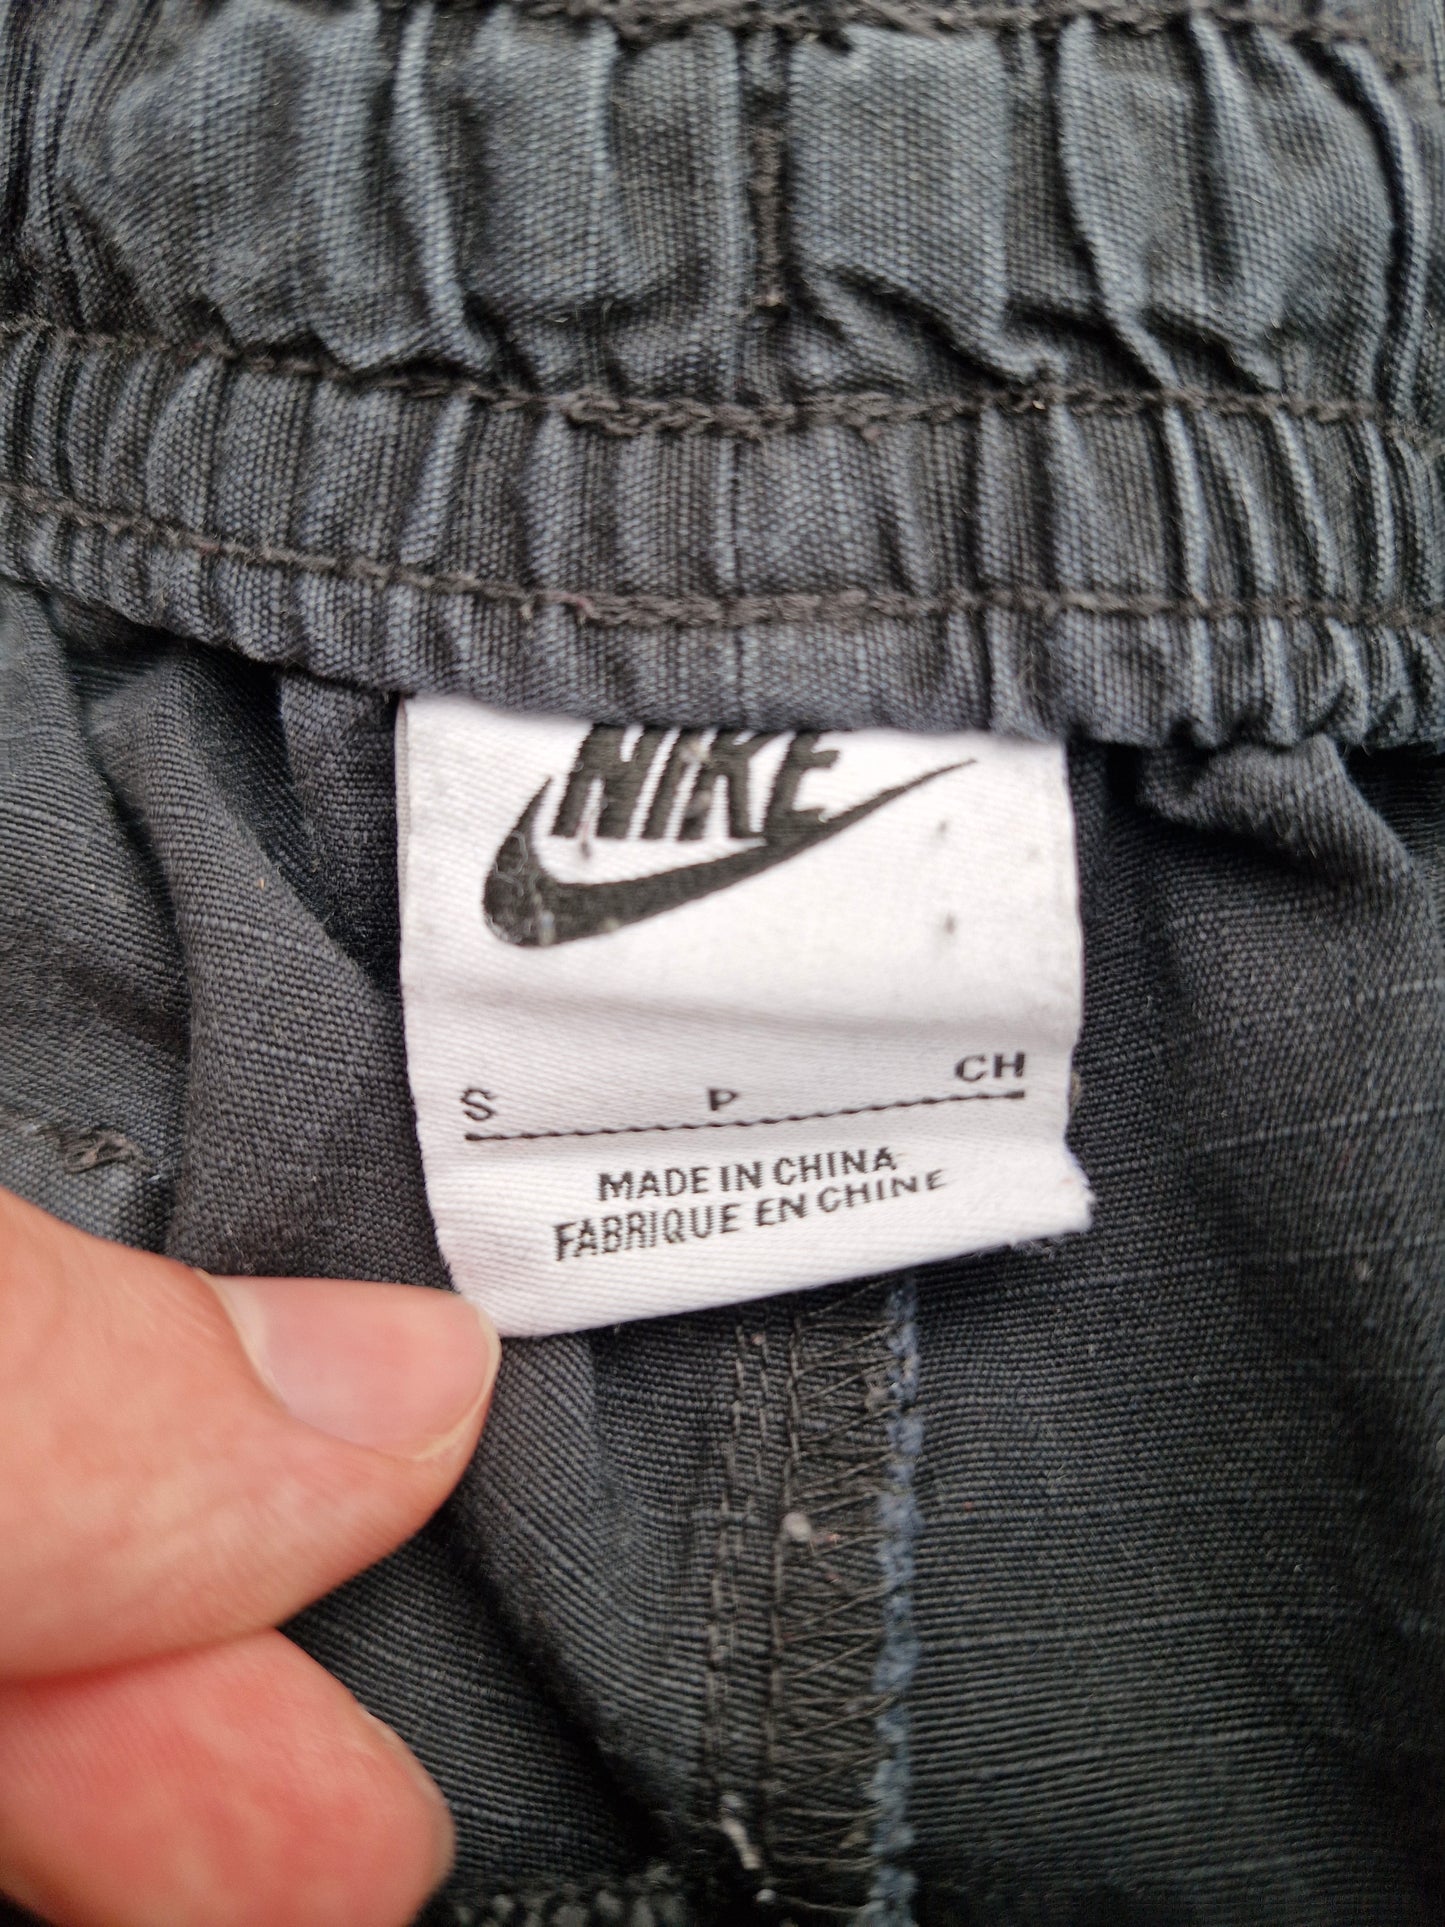 NIKE
S P CH
MADE IN CHINA
FABRIQUE EN CHINE